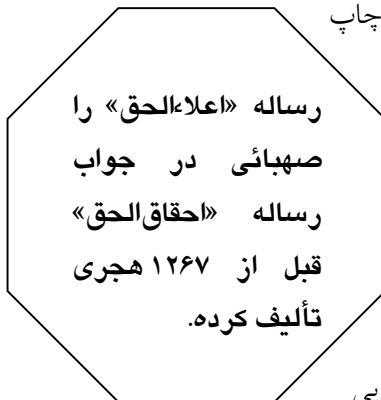 چاپ
رساله «اعلاءالحق» را
صهبائی در جواب
رساله «احقاق‌الحق»
قبل از ۱۲۶۷ هجری
تألیف کرده.